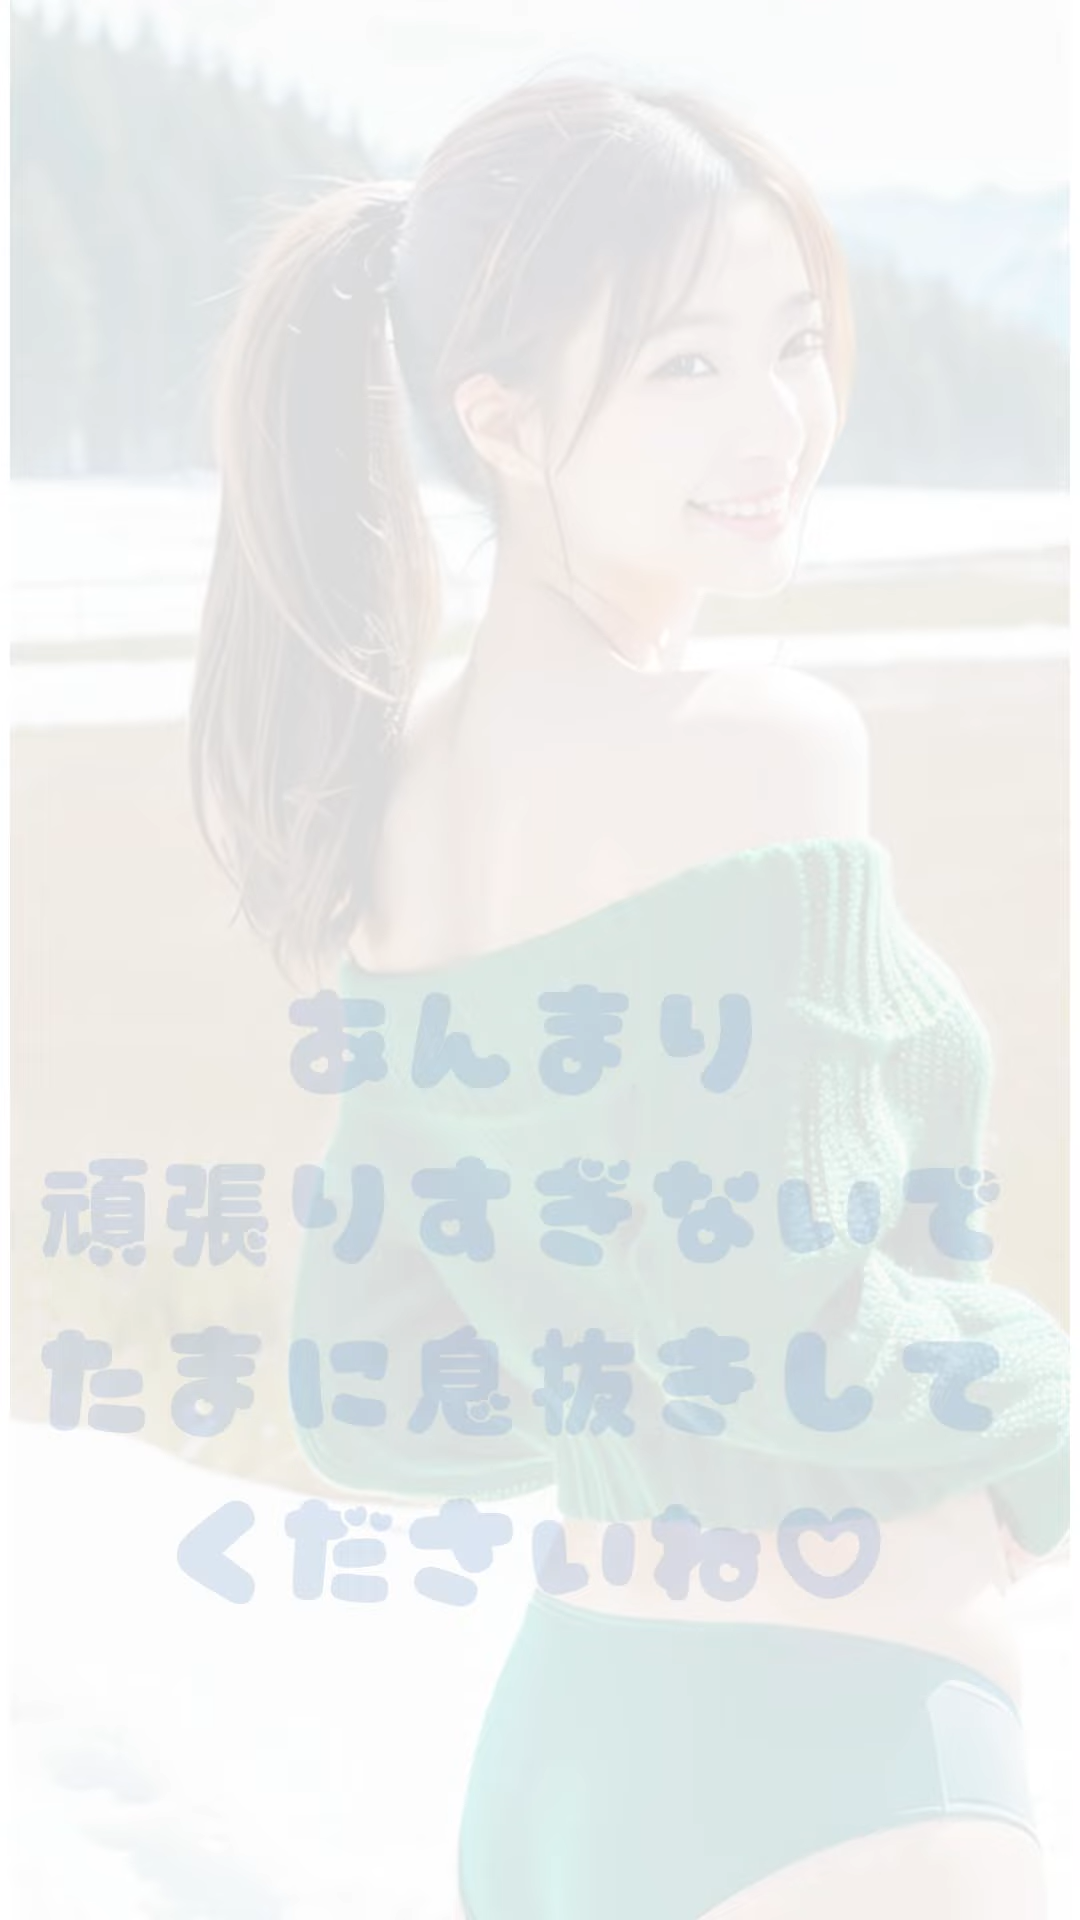 あんまり
頑張りすぎないで
たまに息抜きして
くださいね♡